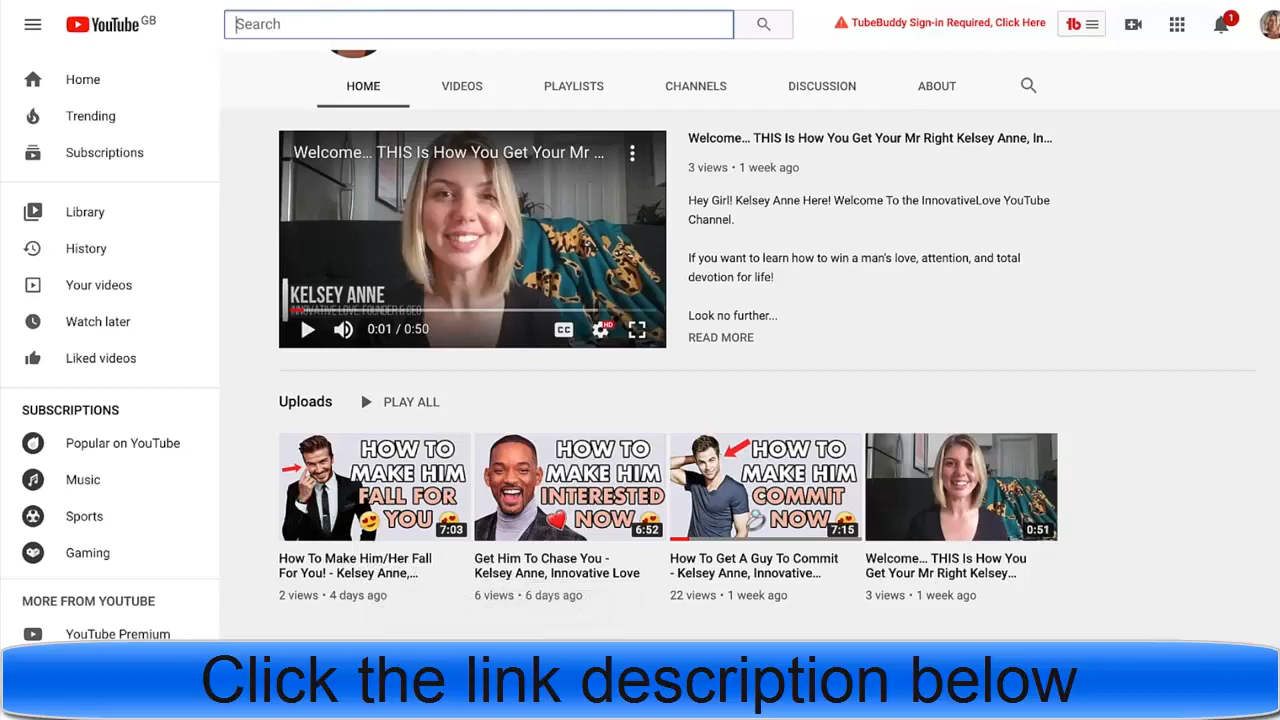 YouTube GB
Search
TubeBuddy Sign-in Required, Click Here
tb
1
Home
Trending
Subscriptions
Library
History
Your videos
Watch later
Liked videos
SUBSCRIPTIONS
Popular on YouTube
Music
Sports
Gaming
MORE FROM YOUTUBE
YouTube Premium
HOME
VIDEOS
PLAYLISTS
CHANNELS
DISCUSSION
ABOUT
Welcome... THIS Is How You Get Your Mr ...
KELSEY ANNE
INNOVATIVE LOVE, FOUNDER & CEO
0:01 / 0:50
CC
HD
Welcome... THIS Is How You Get Your Mr Right Kelsey Anne, In...
3 views • 1 week ago
Hey Girl! Kelsey Anne Here! Welcome To the InnovativeLove YouTube
Channel.
If you want to learn how to win a man's love, attention, and total
devotion for life!
Look no further...
READ MORE
Uploads
PLAY ALL
HOW TO
MAKE HIM
FALL FOR
YOU
7:03
How To Make Him/Her Fall
For You! - Kelsey Anne,...
2 views • 4 days ago
HOW TO
MAKE HIM
INTERESTED
NOW
6:52
Get Him To Chase You -
Kelsey Anne, Innovative Love
6 views • 6 days ago
HOW TO
MAKE HIM
COMMIT
NOW
7:15
How To Get A Guy To Commit
- Kelsey Anne, Innovative...
22 views • 1 week ago
0:51
Welcome... THIS Is How You
Get Your Mr Right Kelsey...
3 views • 1 week ago
Click the link description below